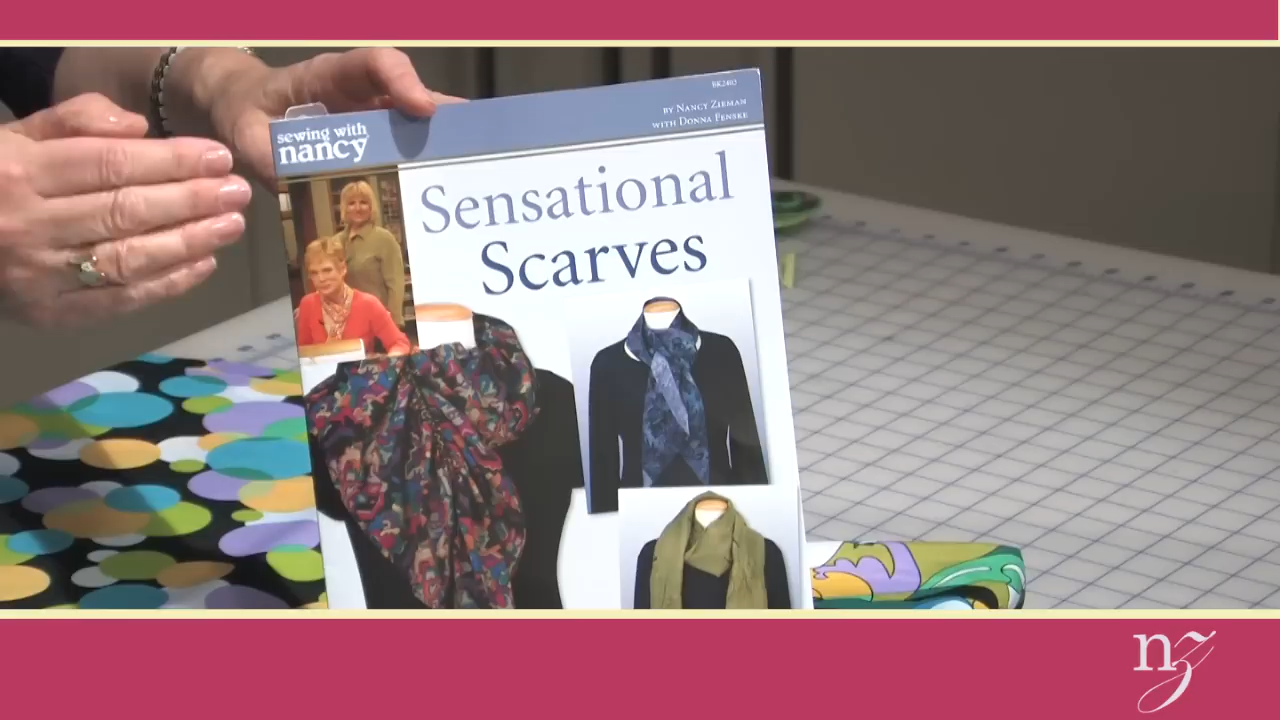 BK2403
BY NANCY ZIEMAN
WITH DONNA FENSKE
sewing with
nancy
Sensational
Scarves
nz